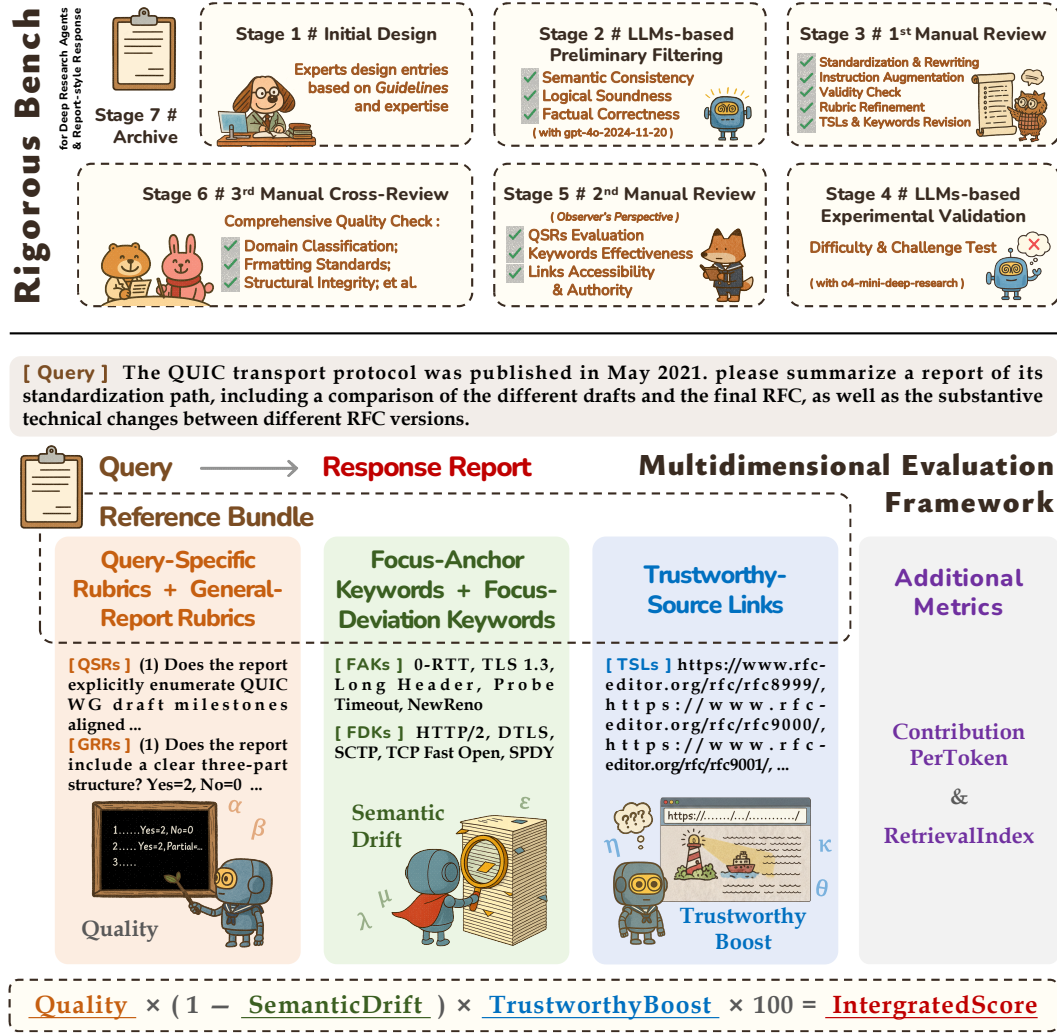 Rigorous Bench
for Deep Research Agents
& Report-style Response
Stage 1 # Initial Design
Experts design entries
based on Guidelines
and expertise
Stage 2 # LLMs-based
Preliminary Filtering
Semantic Consistency
Logical Soundness
Factual Correctness
( with gpt-4o-2024-11-20 )
Stage 3 # 1st Manual Review
Standardization & Rewriting
Instruction Augmentation
Validity Check
Rubric Refinement
TSLs & Keywords Revision
Stage 7 #
Archive
Stage 6 # 3rd Manual Cross-Review
Comprehensive Quality Check :
Domain Classification;
Frmatting Standards;
Structural Integrity; et al.
Stage 5 # 2nd Manual Review
( Observer's Perspective )
QSRs Evaluation
Keywords Effectiveness
Links Accessibility
& Authority
Stage 4 # LLMs-based
Experimental Validation
Difficulty & Challenge Test
( with o4-mini-deep-research )
[ Query ] The QUIC transport protocol was published in May 2021. please summarize a report of its
standardization path, including a comparison of the different drafts and the final RFC, as well as the substantive
technical changes between different RFC versions.
Query
Response Report
Multidimensional Evaluation
Framework
Reference Bundle
Query-Specific
Rubrics + General-
Report Rubrics
Focus-Anchor
Keywords + Focus-
Deviation Keywords
Trustworthy-
Source Links
Additional
Metrics
[ QSRs ] (1) Does the report
explicitly enumerate QUIC
WG draft milestones
aligned ...
[ GRRs ] (1) Does the report
include a clear three-part
structure? Yes=2, No=0 ...
α
β
1......Yes=2, No=0
2......Yes=2,Partial=...
3.....
Quality
[ FAKs ] 0-RTT, TLS 1.3,
Long Header, Probe
Timeout, NewReno
[ FDKs ] HTTP/2, DTLS,
SCTP, TCP Fast Open, SPDY
Semantic
Drift
ε
μ
λ
[ TSLs ] https://www.rfc-
editor.org/rfc/rfc8999/,
https://www.rfc-
editor.org/rfc/rfc9000/,
https://www.rfc-
editor.org/rfc/rfc9001/, ...
???
https://......./.../.........../
η
κ
θ
Trustworthy
Boost
Contribution
PerToken
&
RetrievalIndex
Quality × ( 1 − SemanticDrift ) × TrustworthyBoost × 100 = IntergratedScore